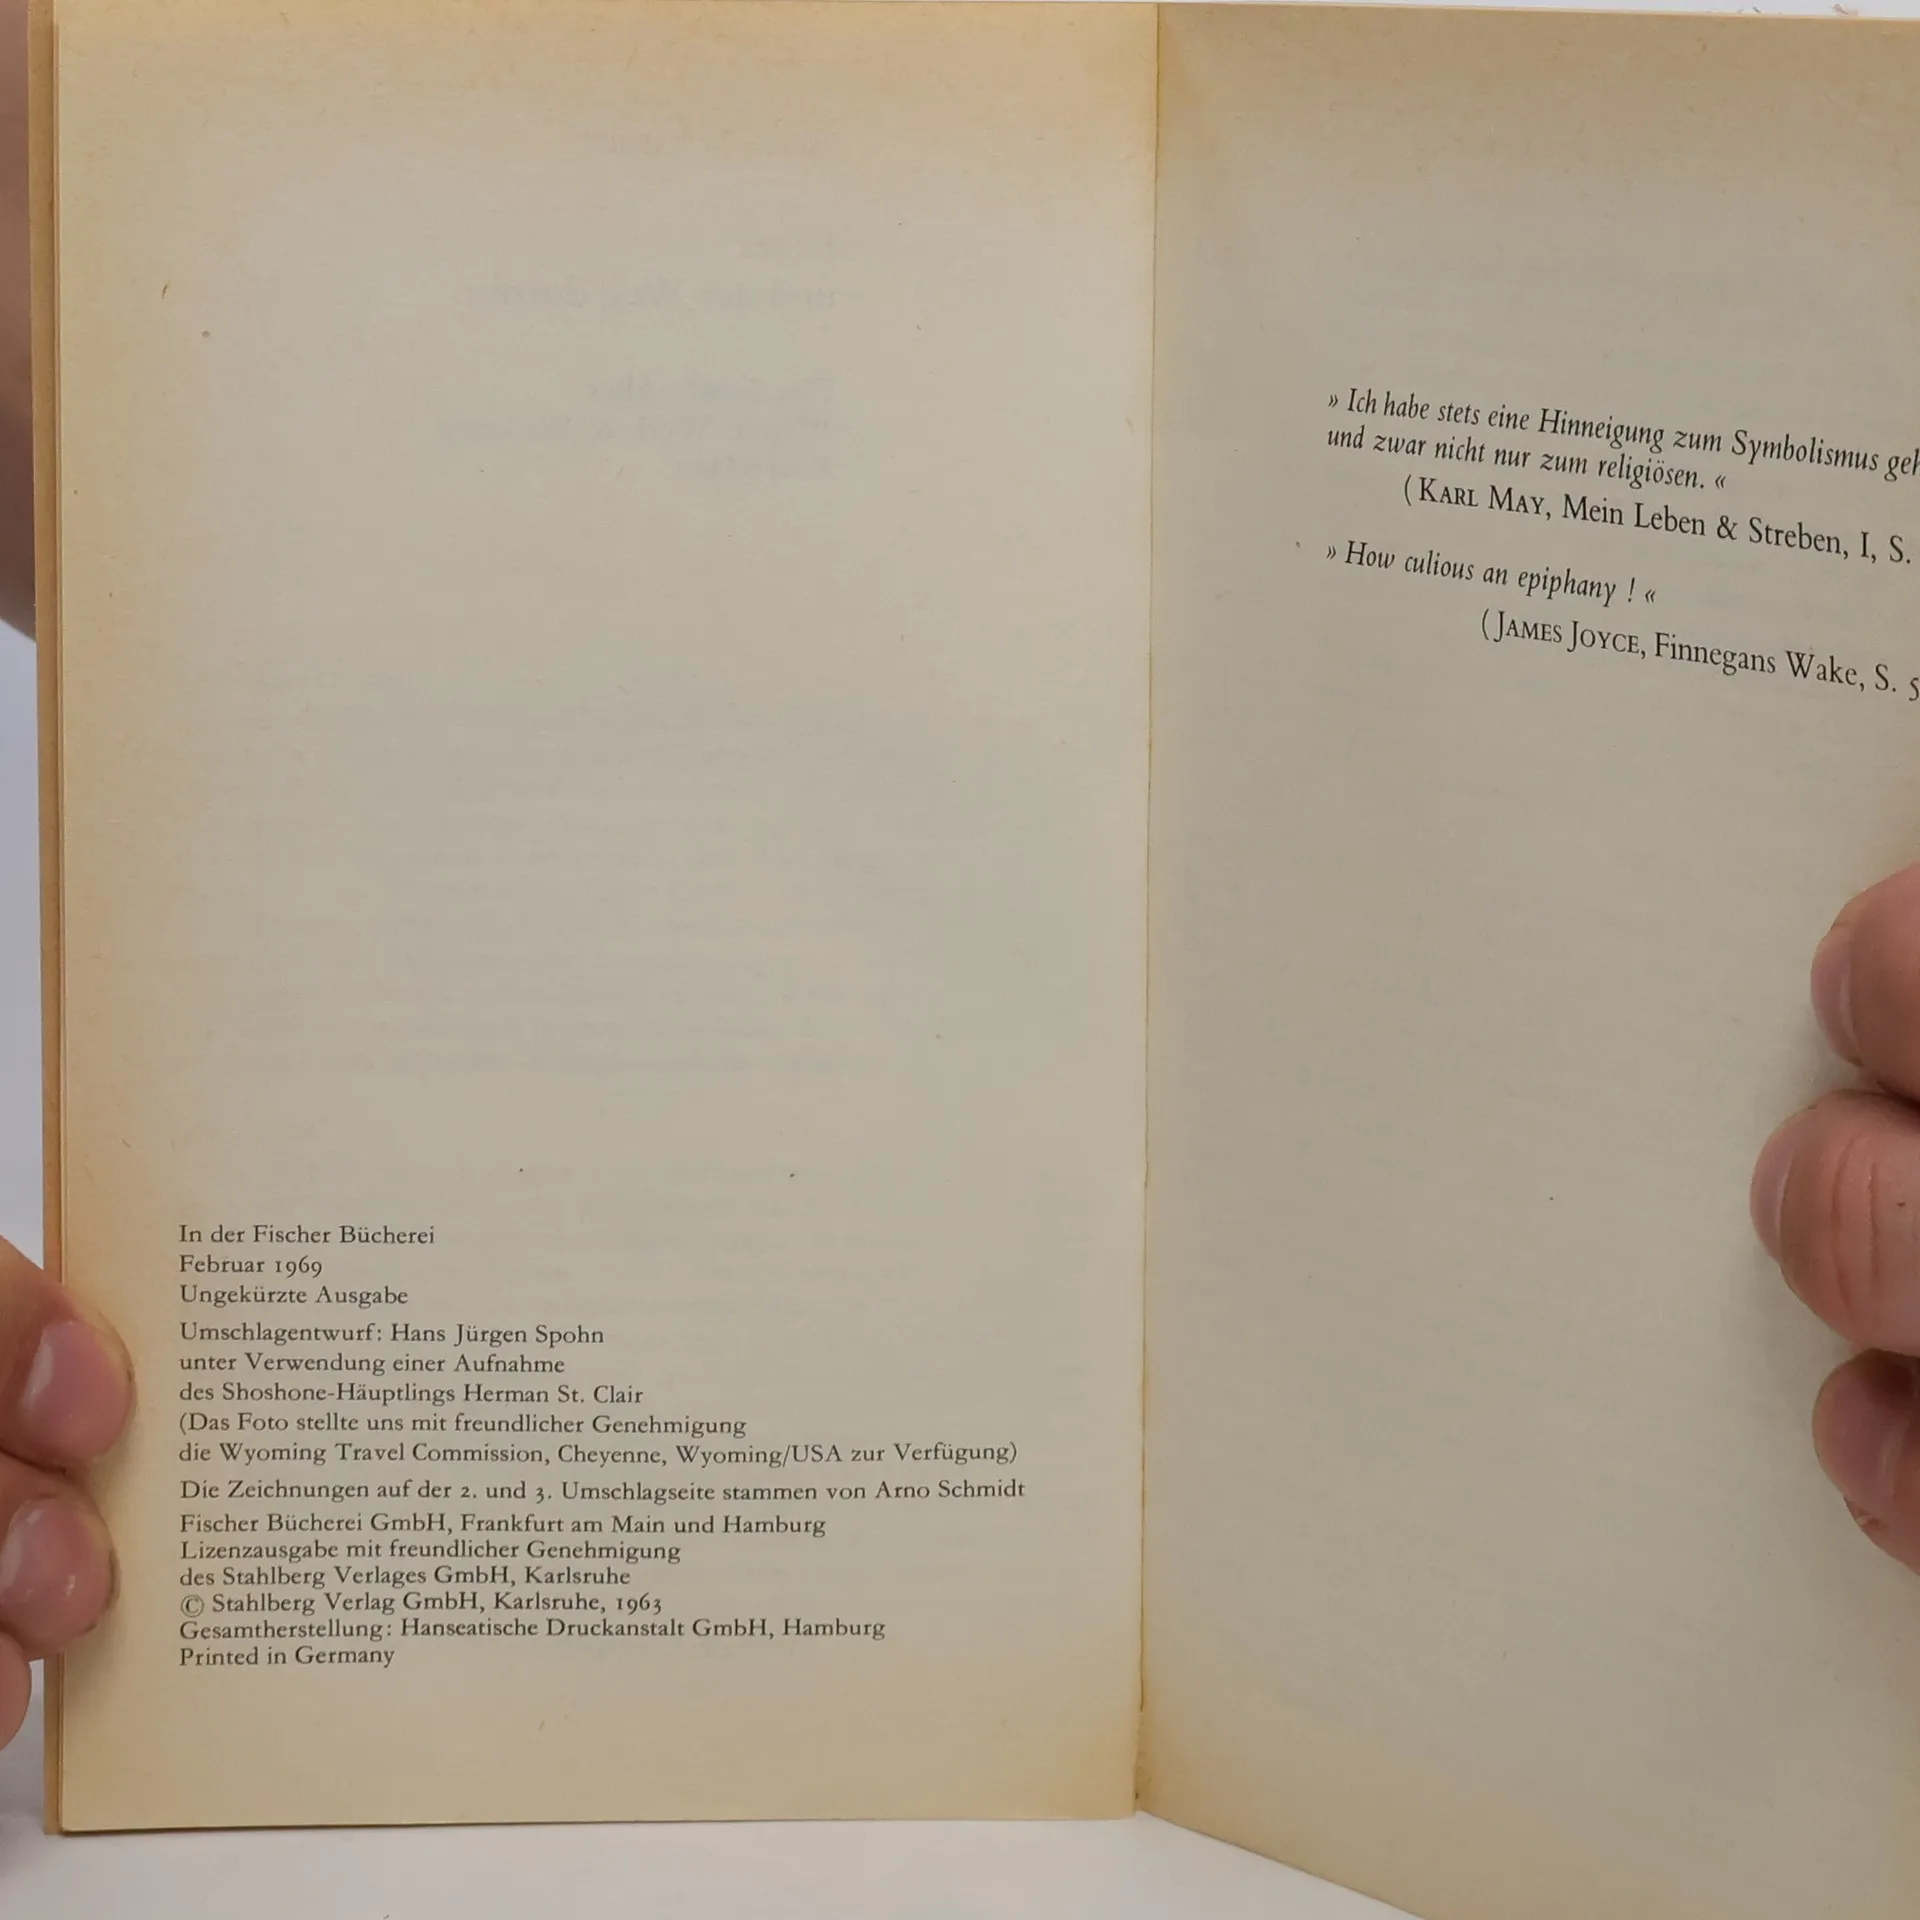 In der Fischer Bücherei
Februar 1969
Ungekürzte Ausgabe
Umschlagentwurf: Hans Jürgen Spohn
unter Verwendung einer Aufnahme
des Shoshone-Häuptlings Herman St. Clair
(Das Foto stellte uns mit freundlicher Genehmigung
die Wyoming Travel Commission, Cheyenne, Wyoming/USA zur Verfügung)
Die Zeichnungen auf der 2. und 3. Umschlagseite stammen von Arno Schmidt
Fischer Bücherei GmbH, Frankfurt am Main und Hamburg
Lizenzausgabe mit freundlicher Genehmigung
des Stahlberg Verlages GmbH, Karlsruhe
© Stahlberg Verlag GmbH, Karlsruhe, 1963
Gesamtherstellung: Hanseatische Druckanstalt GmbH, Hamburg
Printed in Germany
» Ich habe stets eine Hinneigung zum Symbolismus
und zwar nicht nur zum religiösen. «
(KARL MAY, Mein Leben & Streben, I, S.
» How culious an epiphany ! «
(JAMES JOYCE, Finnegans Wake, S.